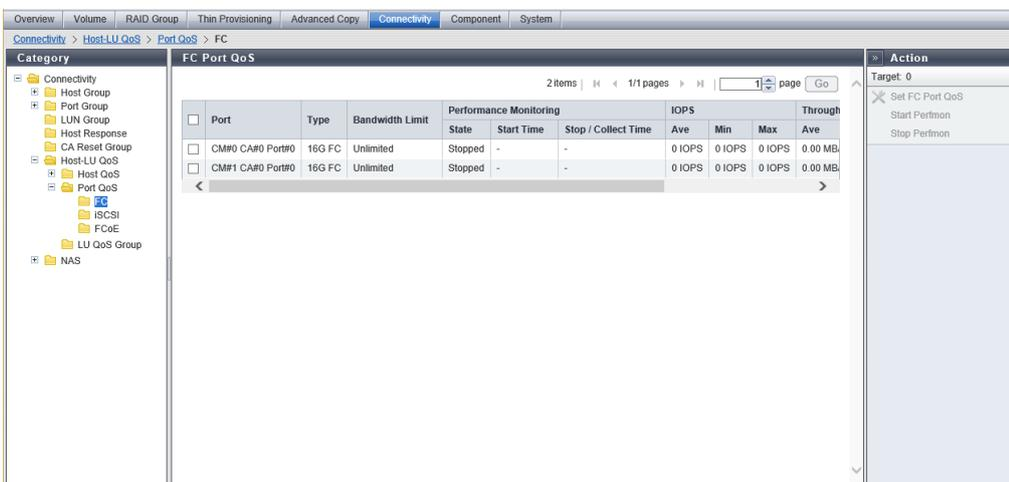 Overview Volume RAID Group Thin Provisioning Advanced Copy Connectivity Component System
Connectivity > Host-LU QoS > Port QoS > FC
Category
Connectivity
Host Group
Port Group
LUN Group
Host Response
CA Reset Group
Host-LU QoS
Host QoS
Port QoS
FC
iSCSI
FCoE
LU QoS Group
NAS
FC Port QoS
2 items | 1/1 pages | 1 page Go
Port Type Bandwidth Limit Performance Monitoring IOPS Through
State Start Time Stop / Collect Time Ave Min Max Ave
CM#0 CA#0 Port#0 16G FC Unlimited Stopped - - 0 IOPS 0 IOPS 0 IOPS 0.00 MB/
CM#1 CA#0 Port#0 16G FC Unlimited Stopped - - 0 IOPS 0 IOPS 0 IOPS 0.00 MB/
» Action
Target: 0
Set FC Port QoS
Start Perfmon
Stop Perfmon